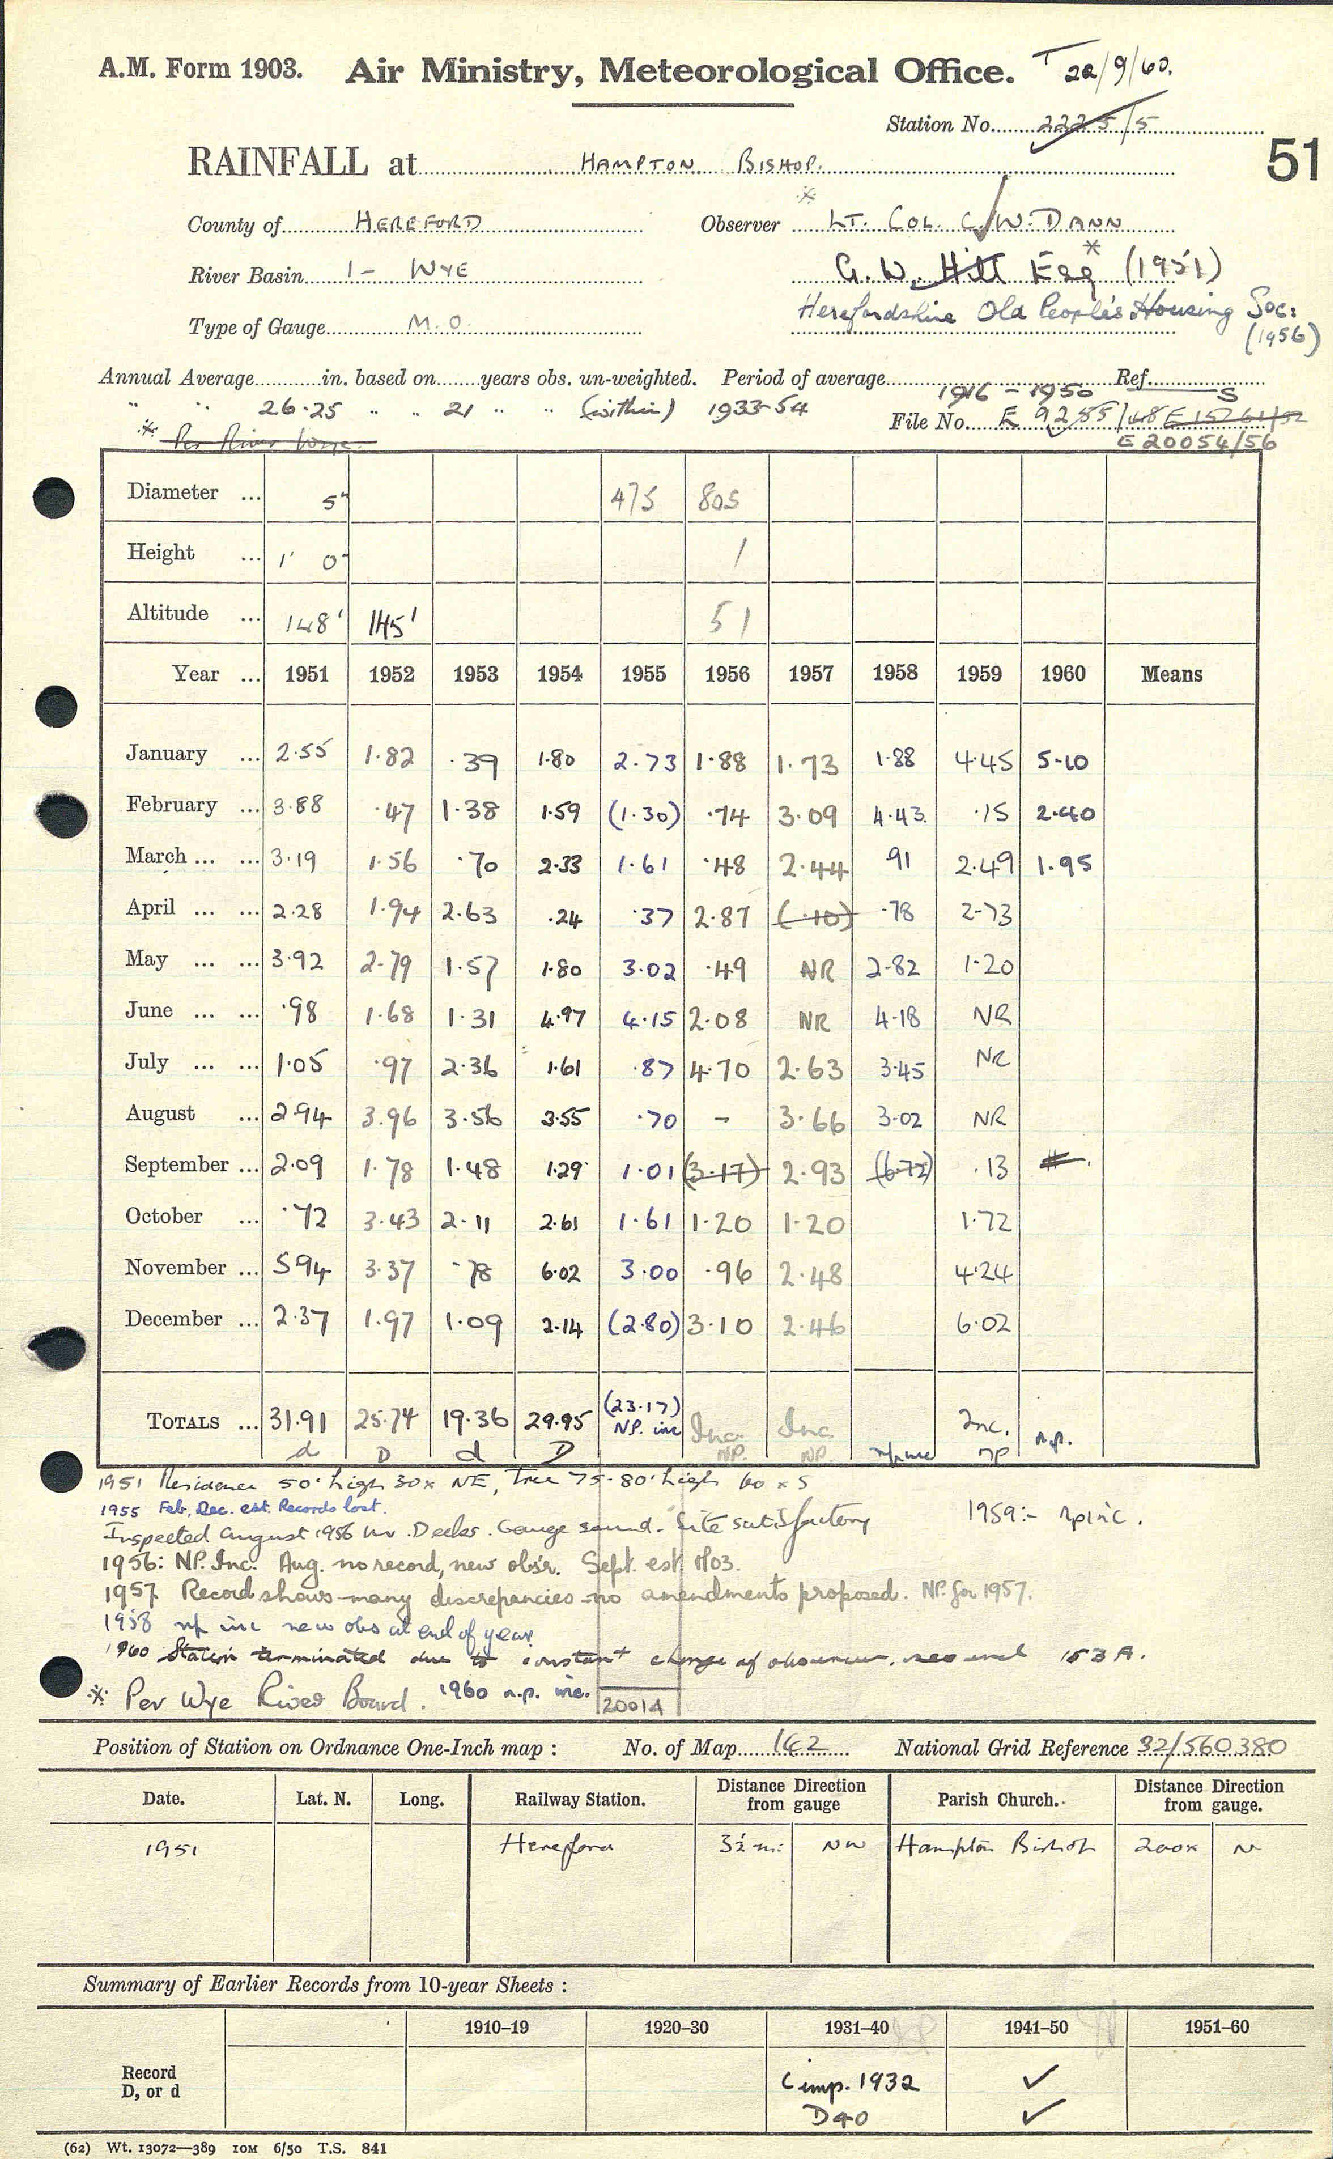 A.M. Form 1903. Air Ministry, Meteorological Office. T 22/9/60.
Station No. 2225/5
51
RAINFALL at HAMPTON BISHOP.
County of HEREFORD Observer * LT. COL. C. W. DANN
River Basin 1- WYE G. W. Hill Esq * (1951)
Type of Gauge M.O. Herefordshire Old People's Housing Soc: (1956)
Annual Average in. based on years obs. un-weighted. Period of average 1916-1950 Ref. S
" " 26.25 " " 21 " " (within) 1933-54 File No. E 9255/48 E 15261/52
* Per River Wye E 20054/56
Diameter ... 5" 475 805
Height ... 1' 0" 1
Altitude ... 148' 145' 51
Year ... 1951 1952 1953 1954 1955 1956 1957 1958 1959 1960 Means
January ... 2.55 1.82 .39 1.80 2.73 1.88 1.73 1.88 4.45 5.10
February ... 3.88 .47 1.38 1.59 (1.30) .74 3.09 4.43 .15 2.40
March ... ... 3.19 1.56 .70 2.33 1.61 .48 2.44 .91 2.49 1.95
April ... ... 2.28 1.94 2.63 .24 .37 2.87 (.10) .78 2.73
May ... ... 3.92 2.79 1.57 1.80 3.02 .49 NR 2.82 1.20
June ... ... .98 1.68 1.31 4.97 4.15 2.08 NR 4.18 NR
July ... ... 1.05 .97 2.36 1.61 .87 4.70 2.63 3.45 NR
August ... 2.94 3.96 3.56 3.55 .70 - 3.66 3.02 NR
September ... 2.09 1.78 1.48 1.29 1.01 (3.17) 2.93 (6.72) .13
October ... .72 3.43 2.11 2.61 1.61 1.20 1.20 1.72
November ... 5.94 3.37 .78 6.02 3.00 .96 2.48 4.24
December ... 2.37 1.97 1.09 2.14 (2.80) 3.10 2.46 6.02
TOTALS ... 31.91 25.74 19.36 29.95 (23.17) Inc. Inc. Inc.
d D d D NP. inc NP. NP. np inc np n.p.
1951 Residence 50' high 30x NE, tree 75-80' high 60 x S
1955 Feb, Dec. est. Records lost.
Inspected August 1956 Mr. Deeks. Gauge sound. Site satisfactory 1959:- np inc.
1956: NP. Inc. Aug. no record, new obsr. Sept. est 1103.
1957. Record shows many discrepancies no amendments proposed. NP. for 1957.
1958 np inc new obs at end of year
1960 Station terminated due to constant change of observer, see encl 153A.
* Per Wye River Board. 1960 n.p. inc. 20014
Position of Station on Ordnance One-Inch map : No. of Map 142 National Grid Reference 32/560380
Date. Lat. N. Long. Railway Station. Distance from gauge Direction Parish Church. Distance from gauge. Direction
1951 Hereford 3½ mi: NW Hampton Bishop 200x N
Summary of Earlier Records from 10-year Sheets :
1910–19 1920–30 1931–40 1941–50 1951–60
Record D, or d C imp. 1932 ✓
D40 ✓
(62) Wt. 13072—389 10M 6/50 T.S. 841